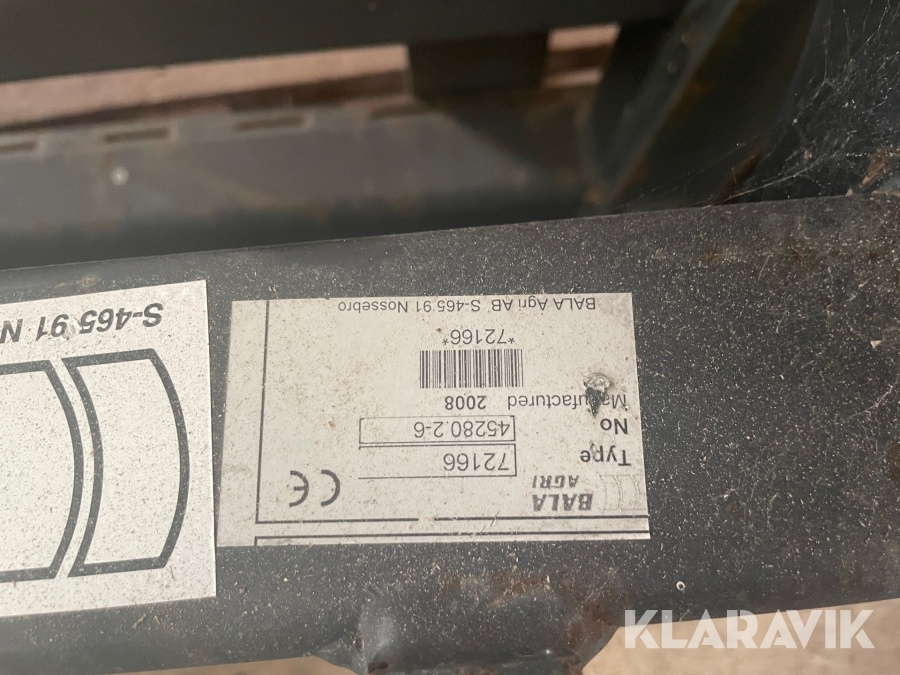 BALA
AGRI
CE
Type 72166
No 45280.2-6
Manufactured 2008
*72166*
BALA Agri AB S-465 91 Nossebro
S-465 91 N
KLARAVIK